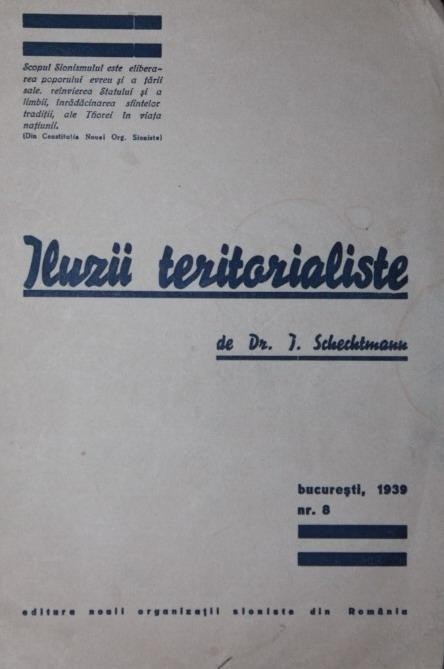 Scopul Sionismului este elibera-
rea poporului evreu și a țării
sale, reînvierea Statului și a
limbii, înrădăcinarea sfintelor
tradiții, ale Thorei în viața
națiunii.
(Din Constituția Nouei Org. Sioniste)
Iluzii teritorialiste
de Dr. J. Schechtmann
bucurești, 1939
nr. 8
editura noaii organizații sioniste din România